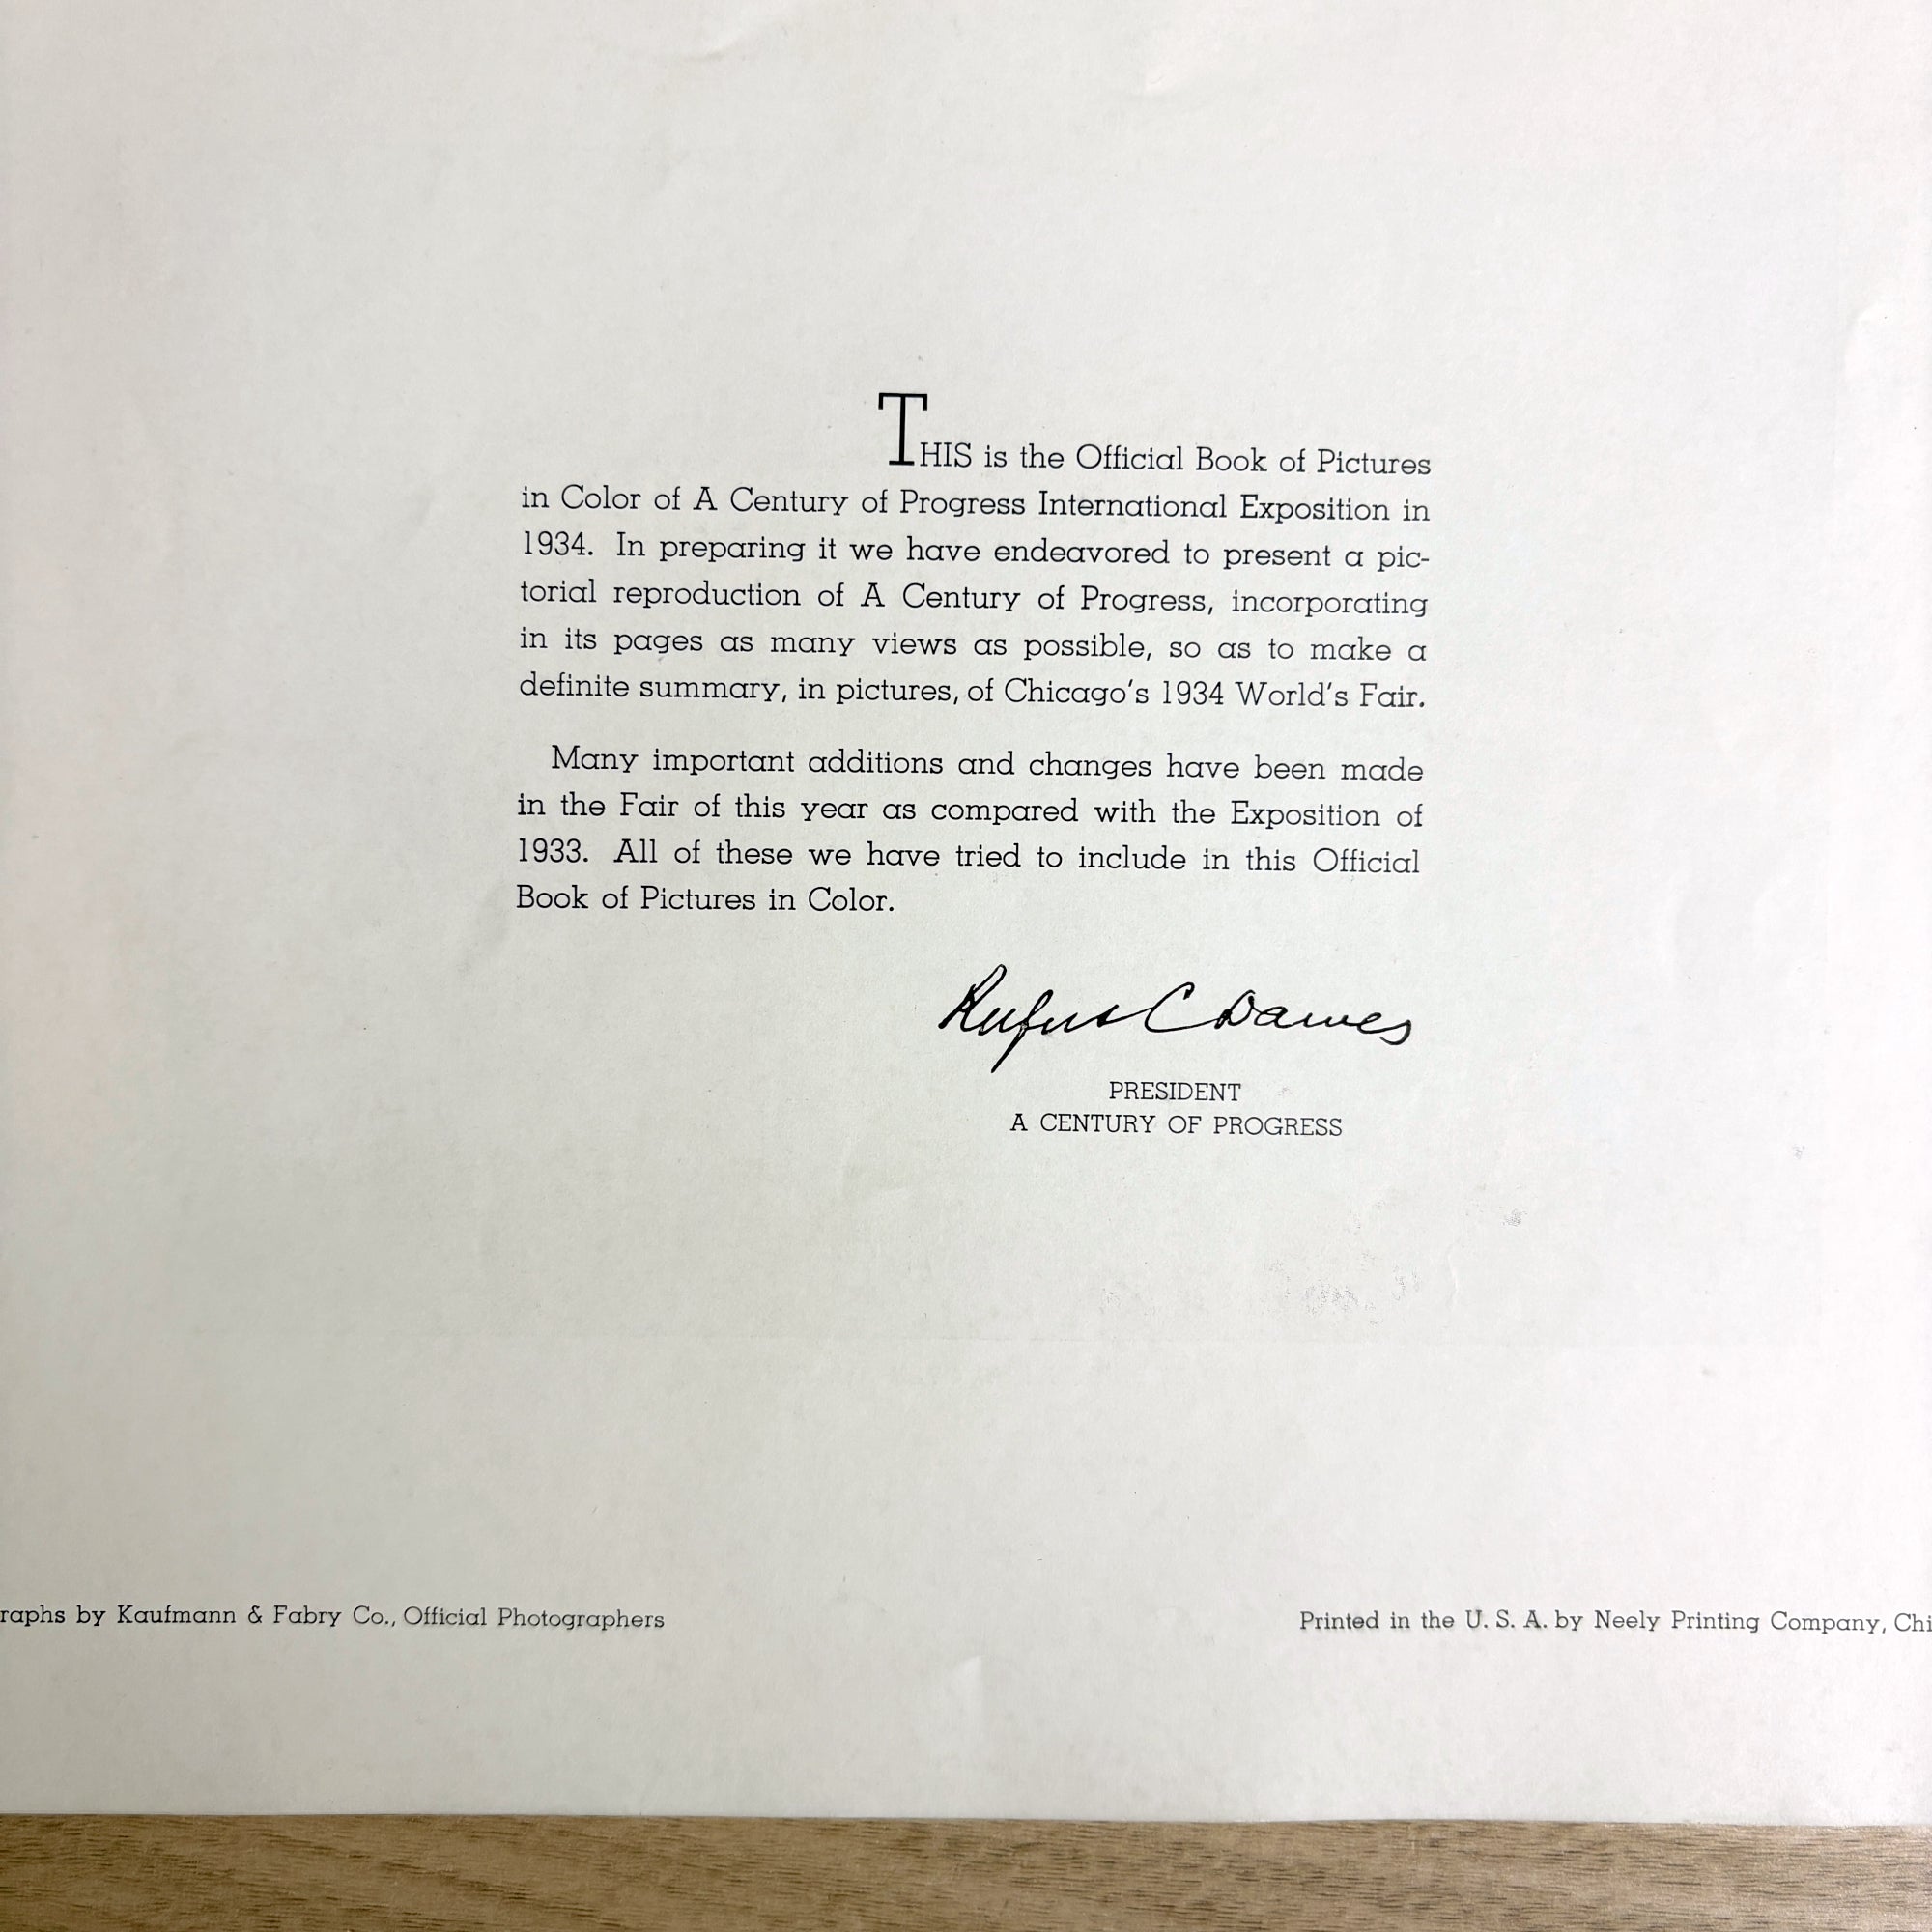 THIS is the Official Book of Pictures
in Color of A Century of Progress International Exposition in
1934. In preparing it we have endeavored to present a pic-
torial reproduction of A Century of Progress, incorporating
in its pages as many views as possible, so as to make a
definite summary, in pictures, of Chicago's 1934 World's Fair.
Many important additions and changes have been made
in the Fair of this year as compared with the Exposition of
1933. All of these we have tried to include in this Official
Book of Pictures in Color.
Rufus C Dawes
PRESIDENT
A CENTURY OF PROGRESS
raphs by Kaufmann & Fabry Co., Official Photographers
Printed in the U. S. A. by Neely Printing Company, Chi